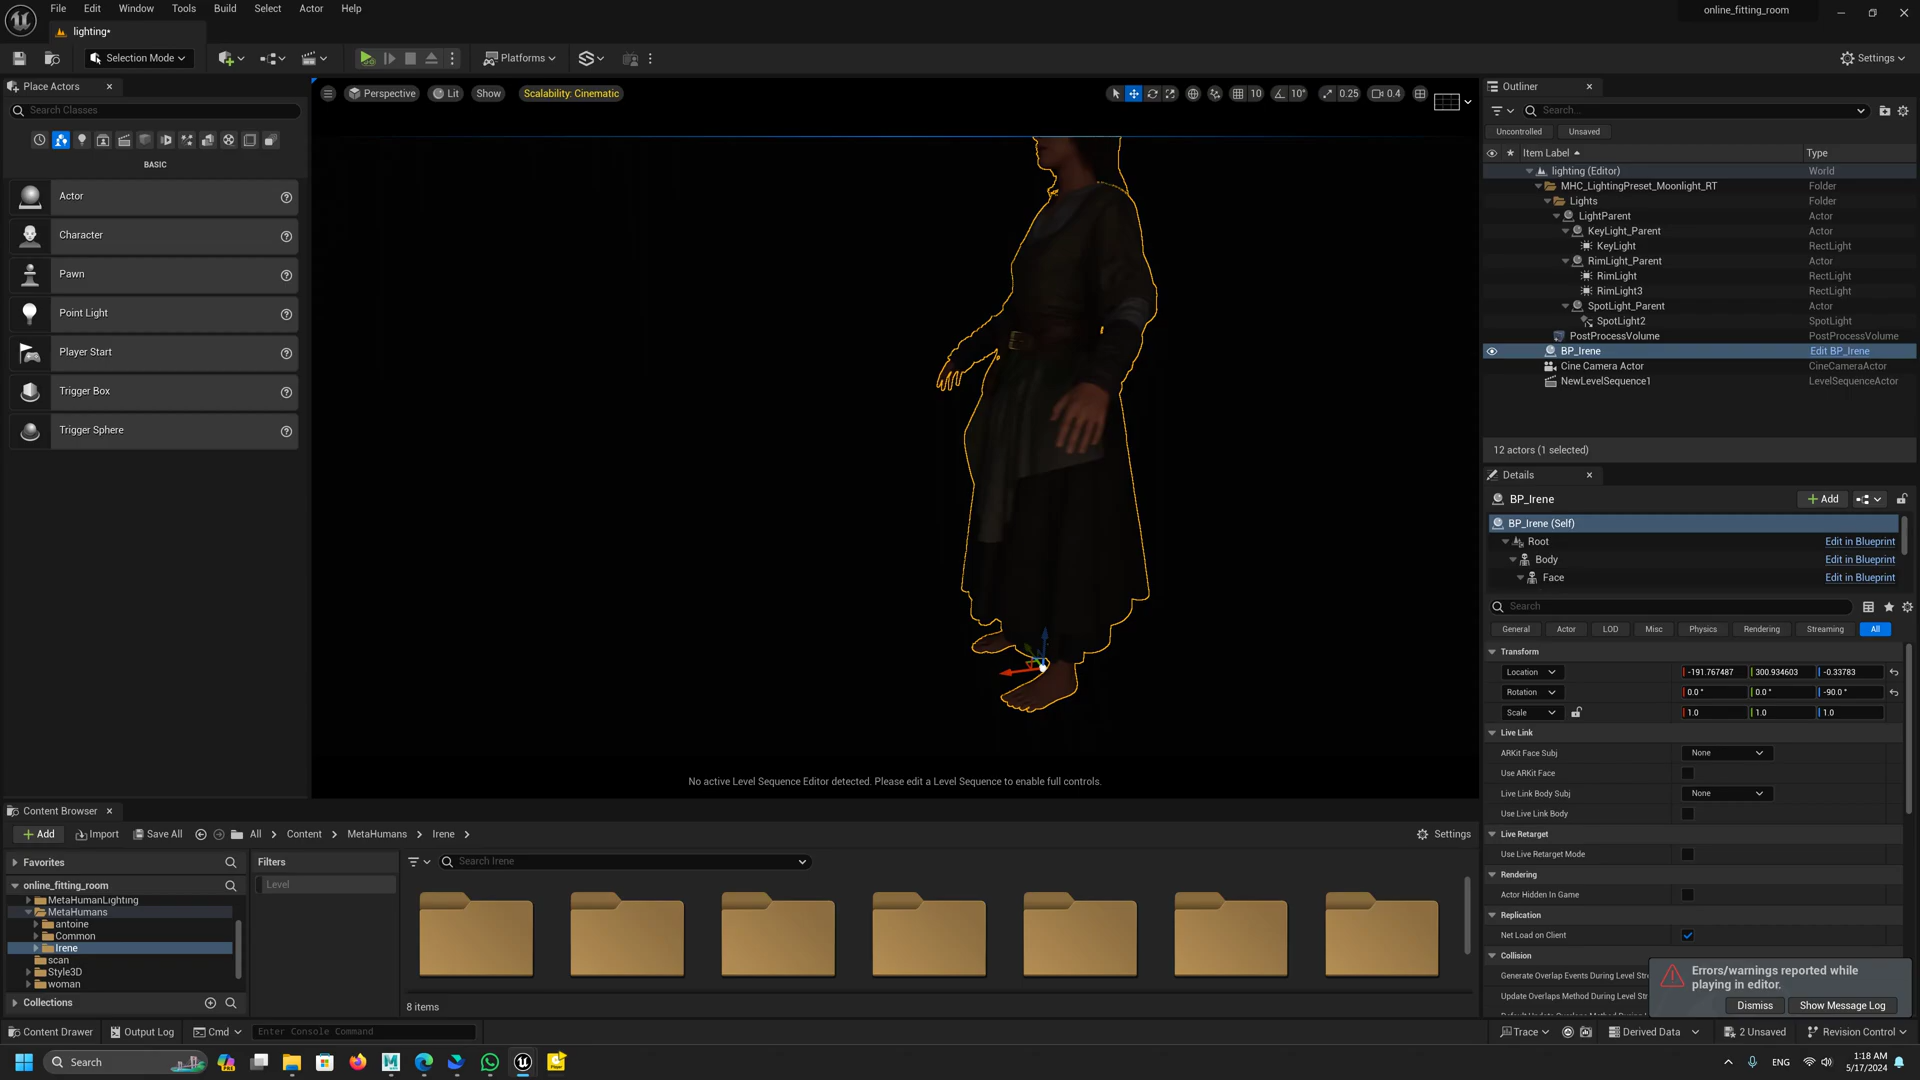 File Edit Window Tools Build Select Actor Help
online_fitting_room
lighting*
Selection Mode
Platforms
Settings
Place Actors
Search Classes
BASIC
Actor
Character
Pawn
Point Light
Player Start
Trigger Box
Trigger Sphere
Perspective Lit Show Scalability: Cinematic
10 10° 0.25 0.4
No active Level Sequence Editor detected. Please edit a Level Sequence to enable full controls.
Outliner
Search...
Uncontrolled Unsaved
Item Label Type
lighting (Editor) World
MHC_LightingPreset_Moonlight_RT Folder
Lights Folder
LightParent Actor
KeyLight_Parent Actor
KeyLight RectLight
RimLight_Parent Actor
RimLight RectLight
RimLight3 RectLight
SpotLight_Parent Actor
SpotLight2 SpotLight
PostProcessVolume PostProcessVolume
BP_Irene Edit BP_Irene
Cine Camera Actor CineCameraActor
NewLevelSequence1 LevelSequenceActor
12 actors (1 selected)
Details
BP_Irene
Add
BP_Irene (Self)
Root Edit in Blueprint
Body Edit in Blueprint
Face Edit in Blueprint
Search
General Actor LOD Misc Physics Rendering Streaming All
Transform
Location -191.767487 300.934603 -0.33783
Rotation 0.0 ° 0.0 ° -90.0 °
Scale 1.0 1.0 1.0
Live Link
ARKit Face Subj None
Use ARKit Face
Live Link Body Subj None
Use Live Link Body
Live Retarget
Use Live Retarget Mode
Rendering
Actor Hidden In Game
Replication
Net Load on Client
Collision
Generate Overlap Events During Level Stre
Update Overlaps Method During Level Str
Errors/warnings reported while
playing in editor.
Dismiss Show Message Log
Content Browser
Add Import Save All All Content MetaHumans Irene Settings
Favorites
online_fitting_room
MetaHumanLighting
MetaHumans
antoine
Common
Irene
scan
Style3D
woman
Collections
Filters
Level
Search Irene
8 items
Content Drawer Output Log Cmd Enter Console Command
Trace Derived Data 2 Unsaved Revision Control
Search
ENG
1:18 AM
5/17/2024